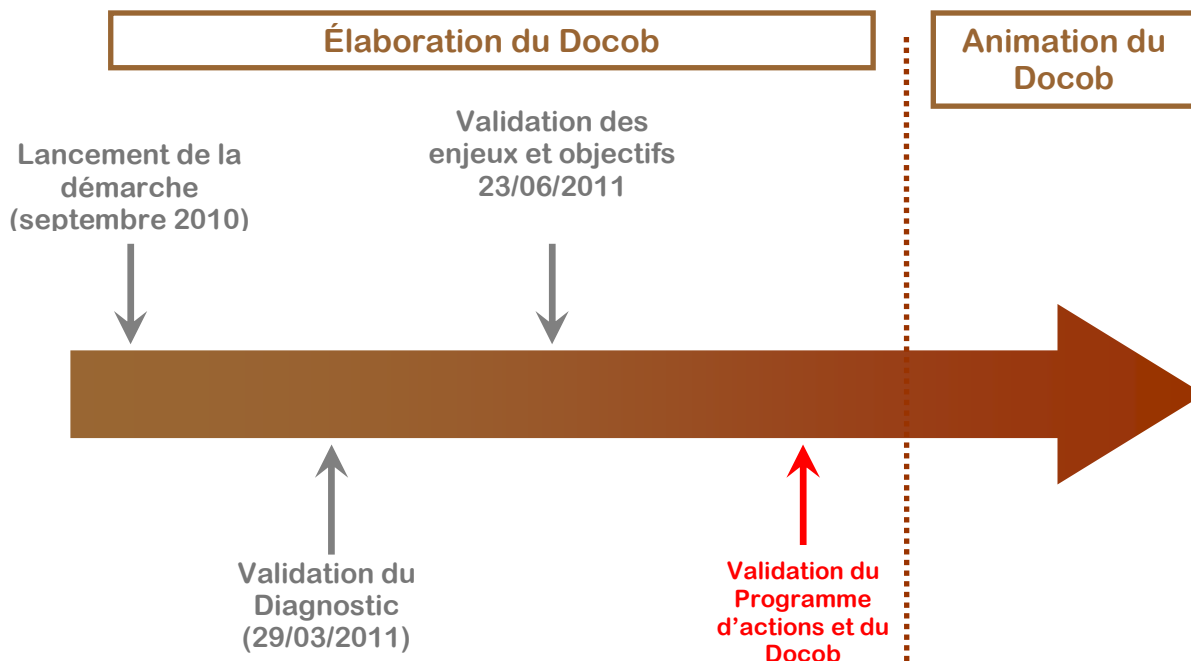 Élaboration du Docob
Animation du
Docob
Lancement de la
démarche
(septembre 2010)
Validation des
enjeux et objectifs
23/06/2011
Validation du
Diagnostic
(29/03/2011)
Validation du
Programme
d’actions et du
Docob